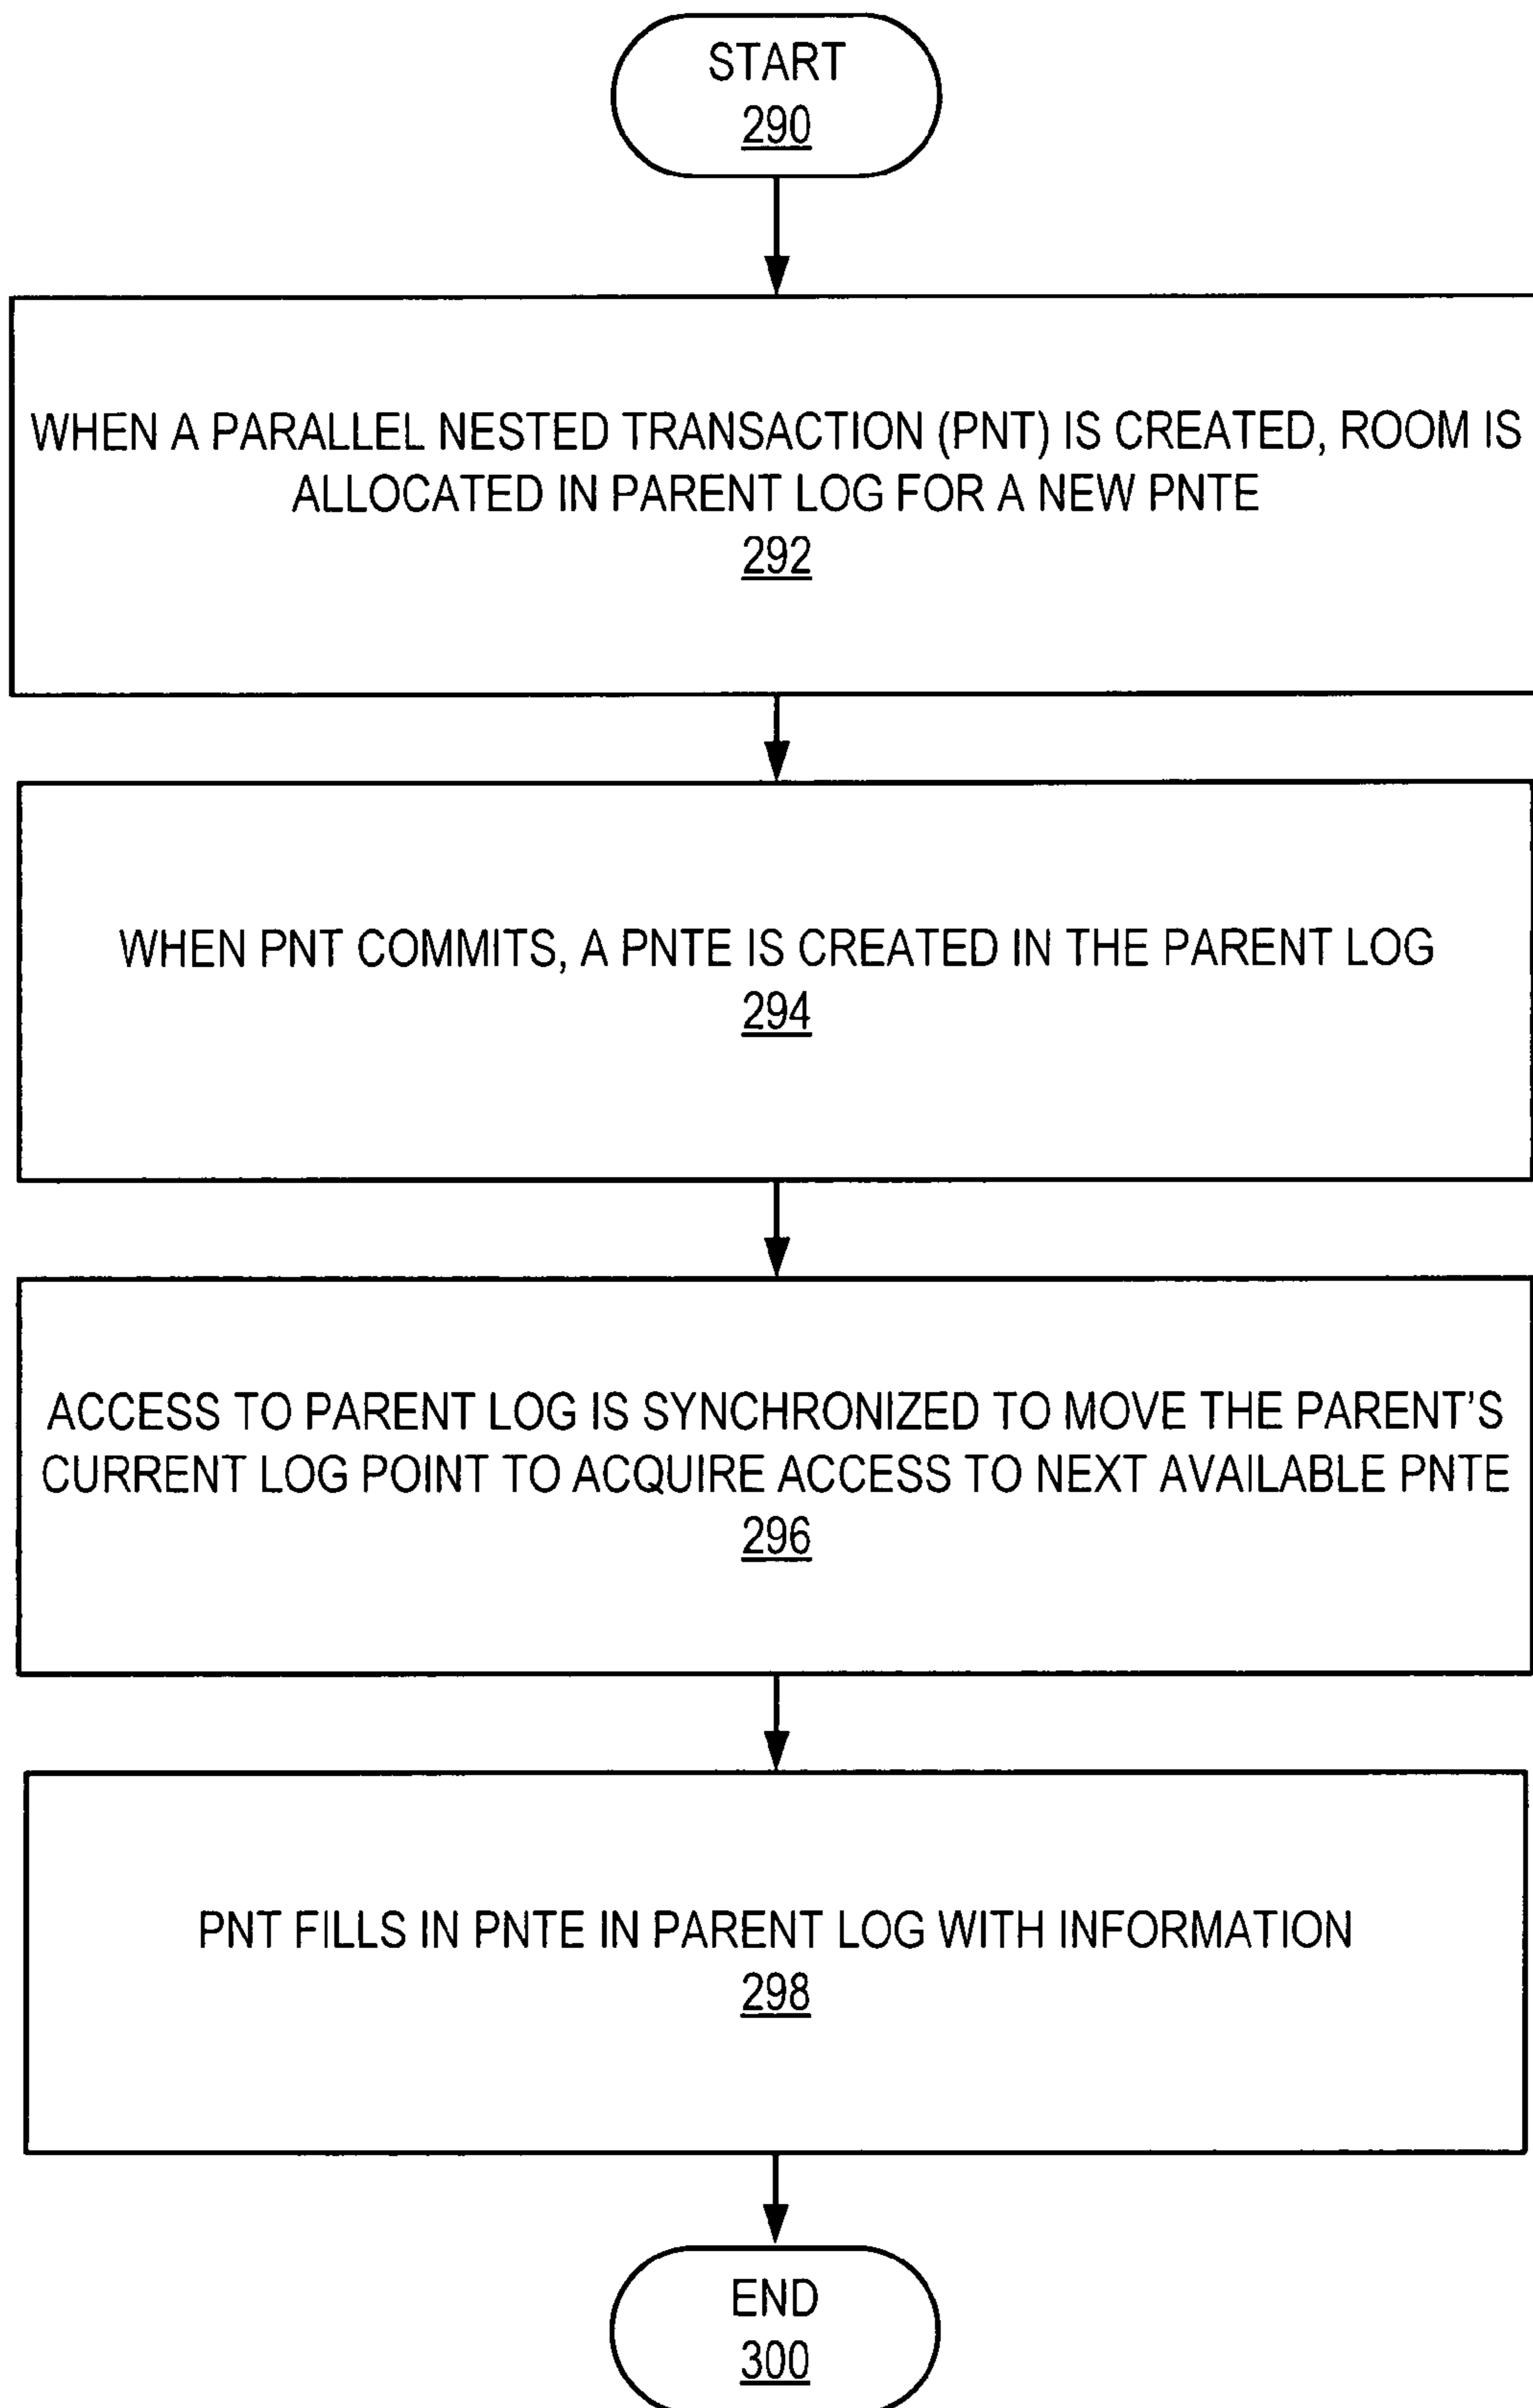 START
290
WHEN A PARALLEL NESTED TRANSACTION (PNT) IS CREATED, ROOM IS
ALLOCATED IN PARENT LOG FOR A NEW PNTE
292
WHEN PNT COMMITS, A PNTE IS CREATED IN THE PARENT LOG
294
ACCESS TO PARENT LOG IS SYNCHRONIZED TO MOVE THE PARENT'S
CURRENT LOG POINT TO ACQUIRE ACCESS TO NEXT AVAILABLE PNTE
296
PNT FILLS IN PNTE IN PARENT LOG WITH INFORMATION
298
END
300